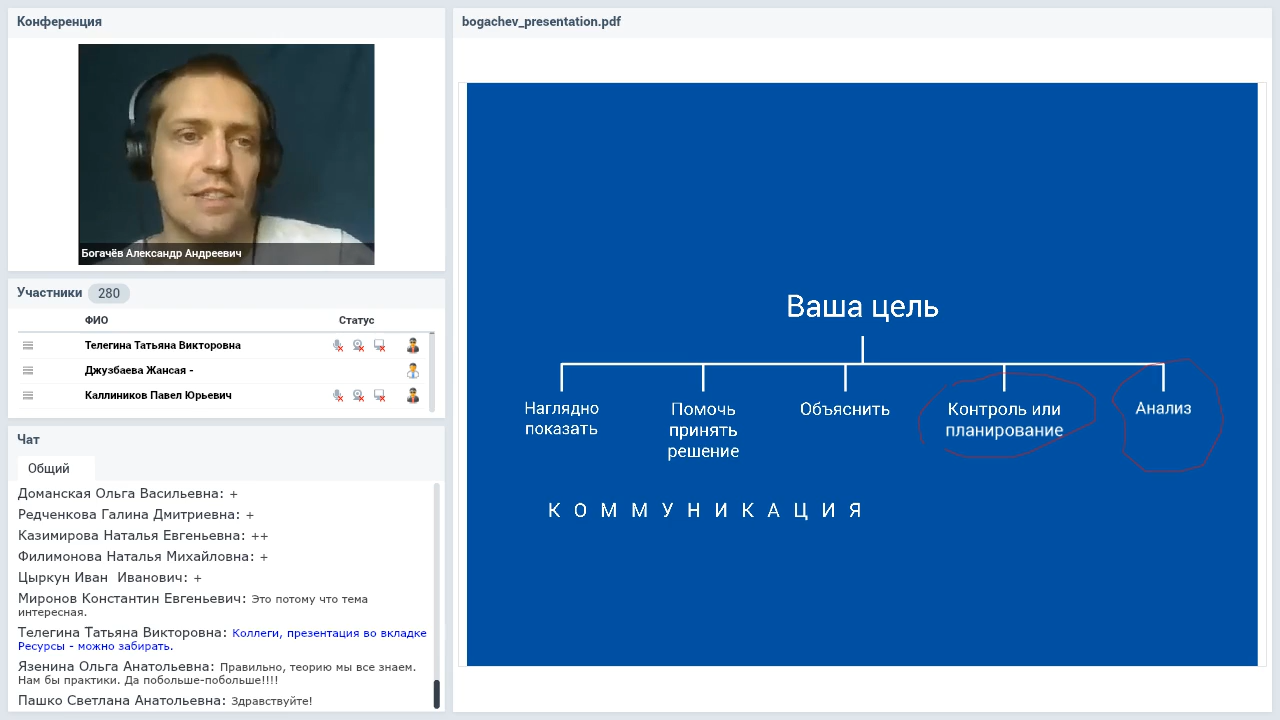 Конференция
Богачёв Александр Андреевич
Участники 280
ФИО Статус
Телегина Татьяна Викторовна
Джузбаева Жансая -
Каллиников Павел Юрьевич
Чат
Общий
Доманская Ольга Васильевна: +
Редченкова Галина Дмитриевна: +
Казимирова Наталья Евгеньевна: ++
Филимонова Наталья Михайловна: +
Цыркун Иван Иванович: +
Миронов Константин Евгеньевич: Это потому что тема
интересная.
Телегина Татьяна Викторовна: Коллеги, презентация во вкладке
Ресурсы - можно забирать.
Язенина Ольга Анатольевна: Правильно, теорию мы все знаем.
Нам бы практики. Да побольше-побольше!!!!
Пашко Светлана Анатольевна: Здравствуйте!
bogachev_presentation.pdf
Ваша цель
Наглядно
показать
Помочь
принять
решение
Объяснить
Контроль или
планирование
Анализ
К О М М У Н И К А Ц И Я